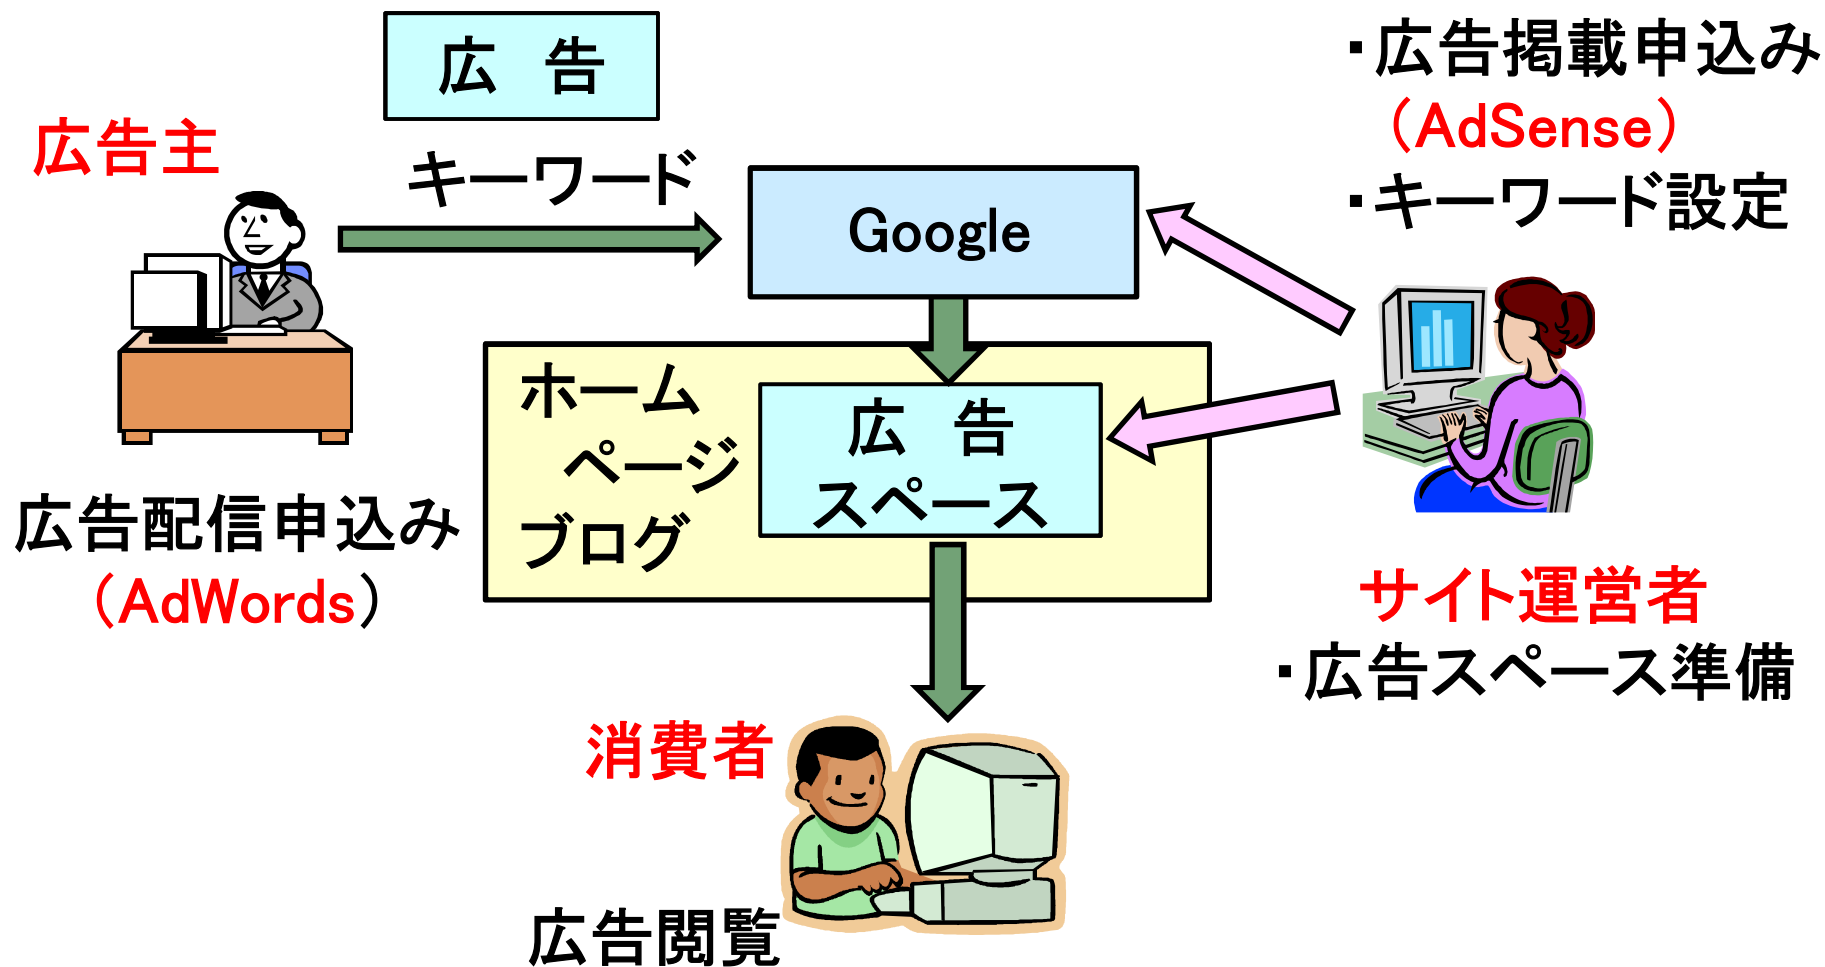 広　告
キーワード
広告主
広告配信申込み
（AdWords）
Google
・広告掲載申込み
（AdSense）
・キーワード設定
ホーム
ページ
ブログ
広　告
スペース
サイト運営者
・広告スペース準備
消費者
広告閲覧